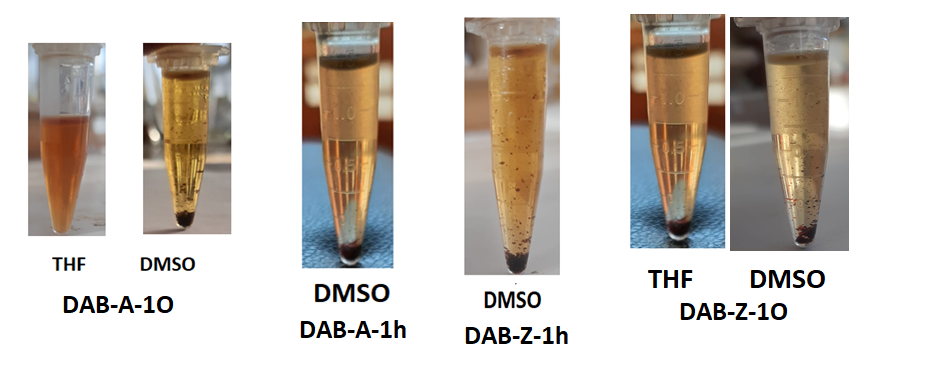 THF DMSO
DAB-A-1O
DMSO
DAB-A-1h
DMSO
DAB-Z-1h
THF DMSO
DAB-Z-1O